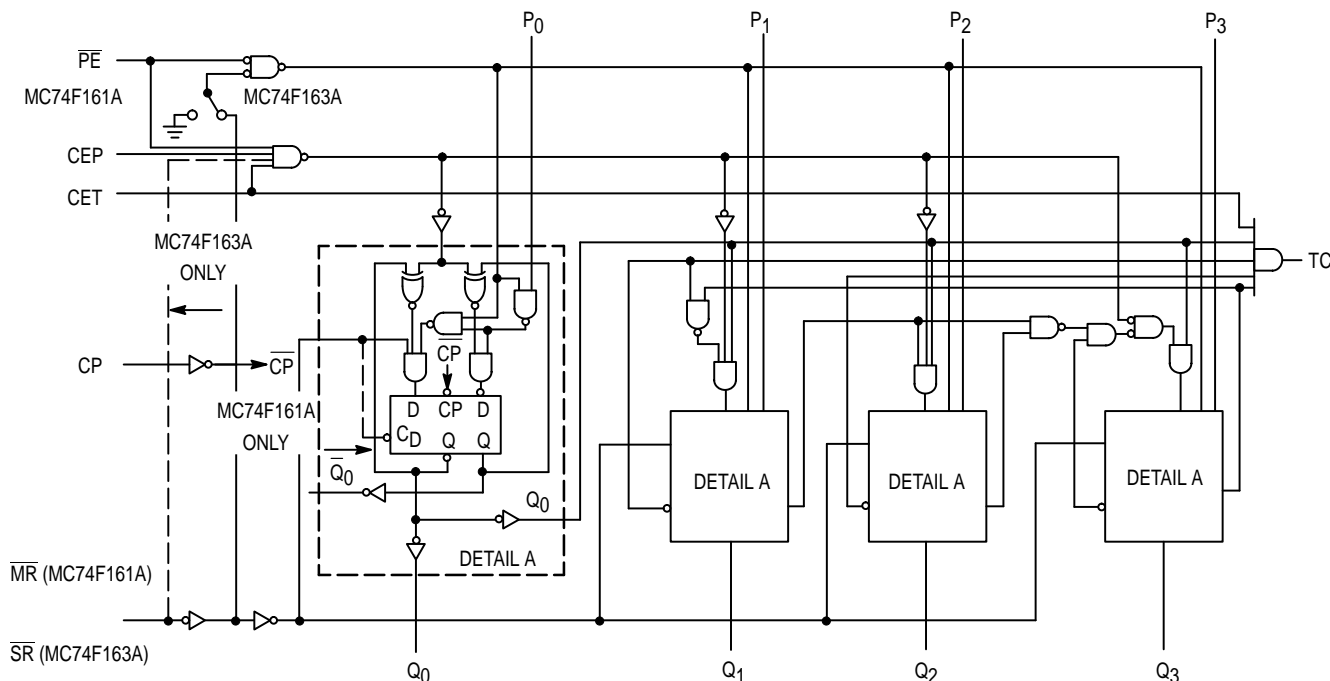 P0
P1
P2
P3
PE
MC74F161A
MC74F163A
CEP
CET
MC74F163A
ONLY
TC
CP
CP
CP
MC74F161A
ONLY
D CP D
CD Q Q
Q0
Q0
DETAIL A
DETAIL A
DETAIL A
DETAIL A
MR (MC74F161A)
SR (MC74F163A)
Q0
Q1
Q2
Q3